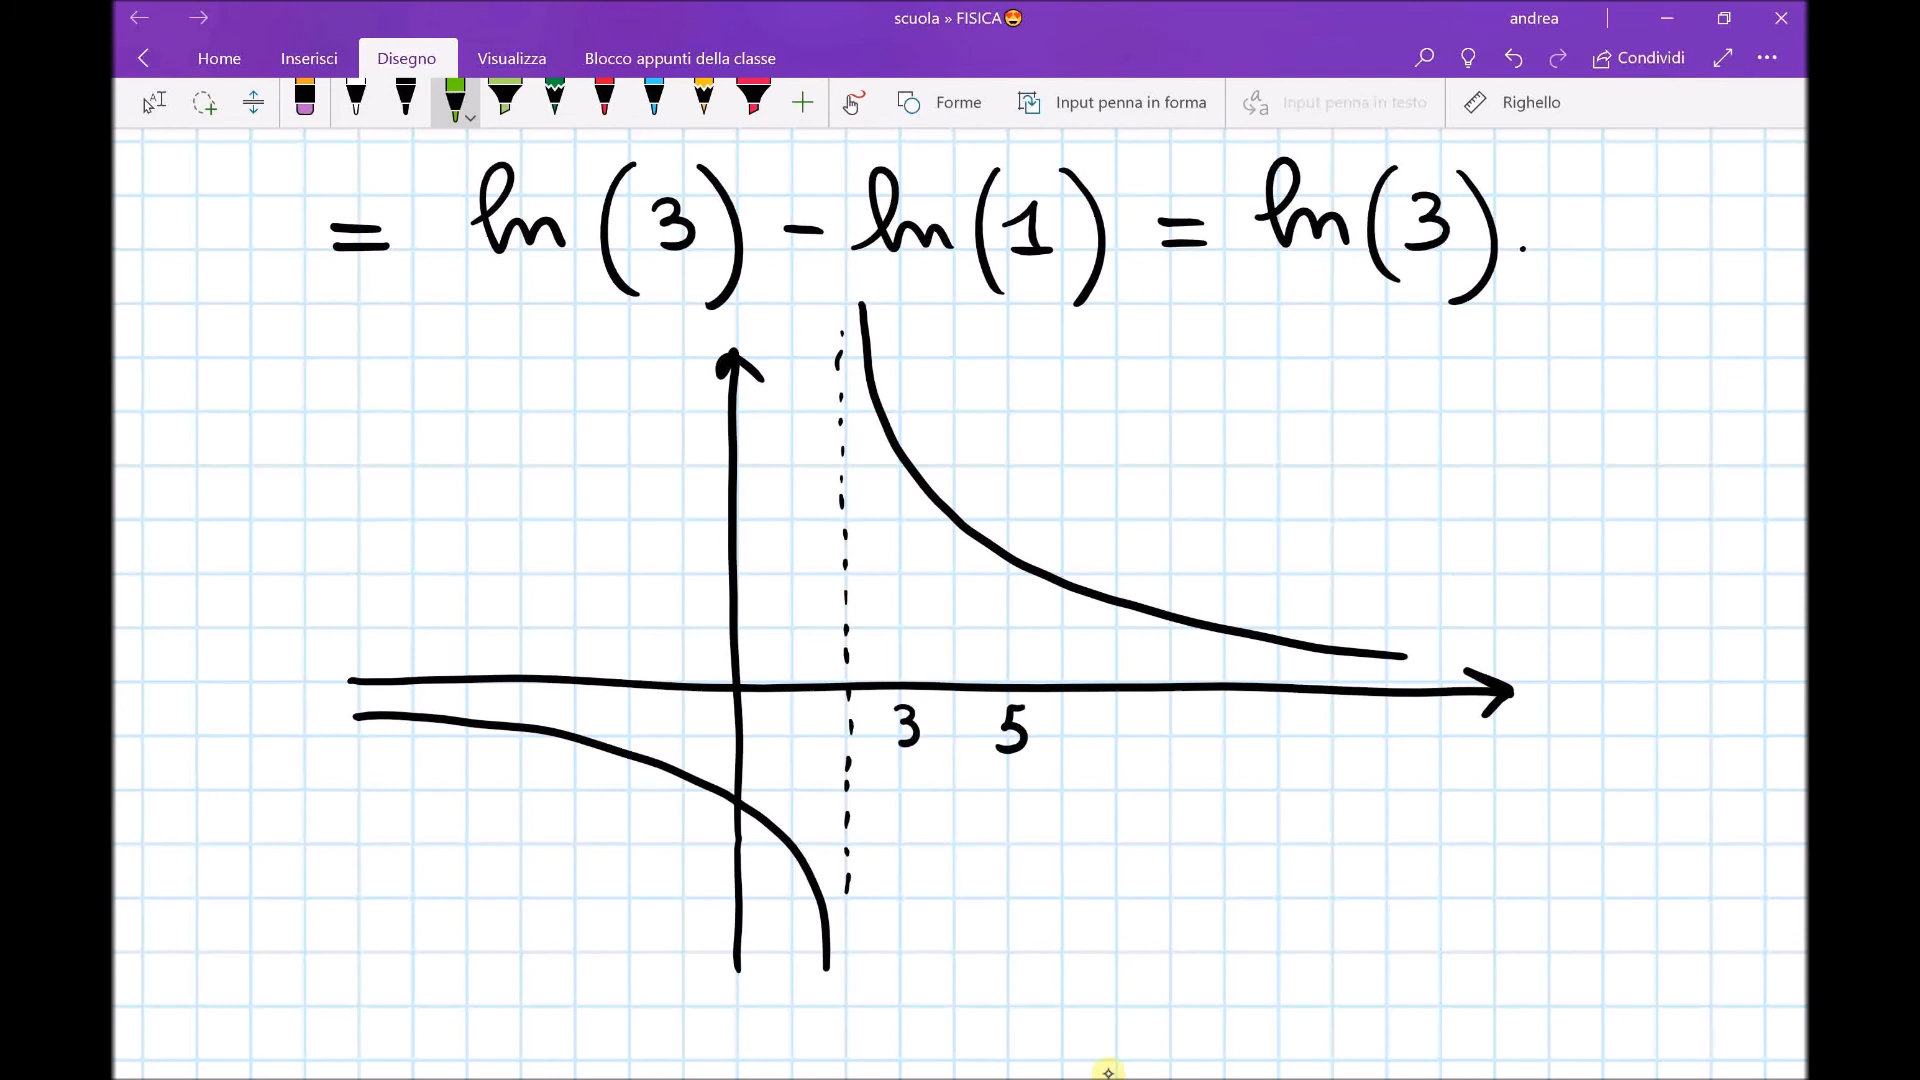 scuola » FISICA😍
andrea
Home Inserisci Disegno Visualizza Blocco appunti della classe
Condividi
Forme Input penna in forma Input penna in testo Righello
= ln(3) - ln(1) = ln(3).
3 5